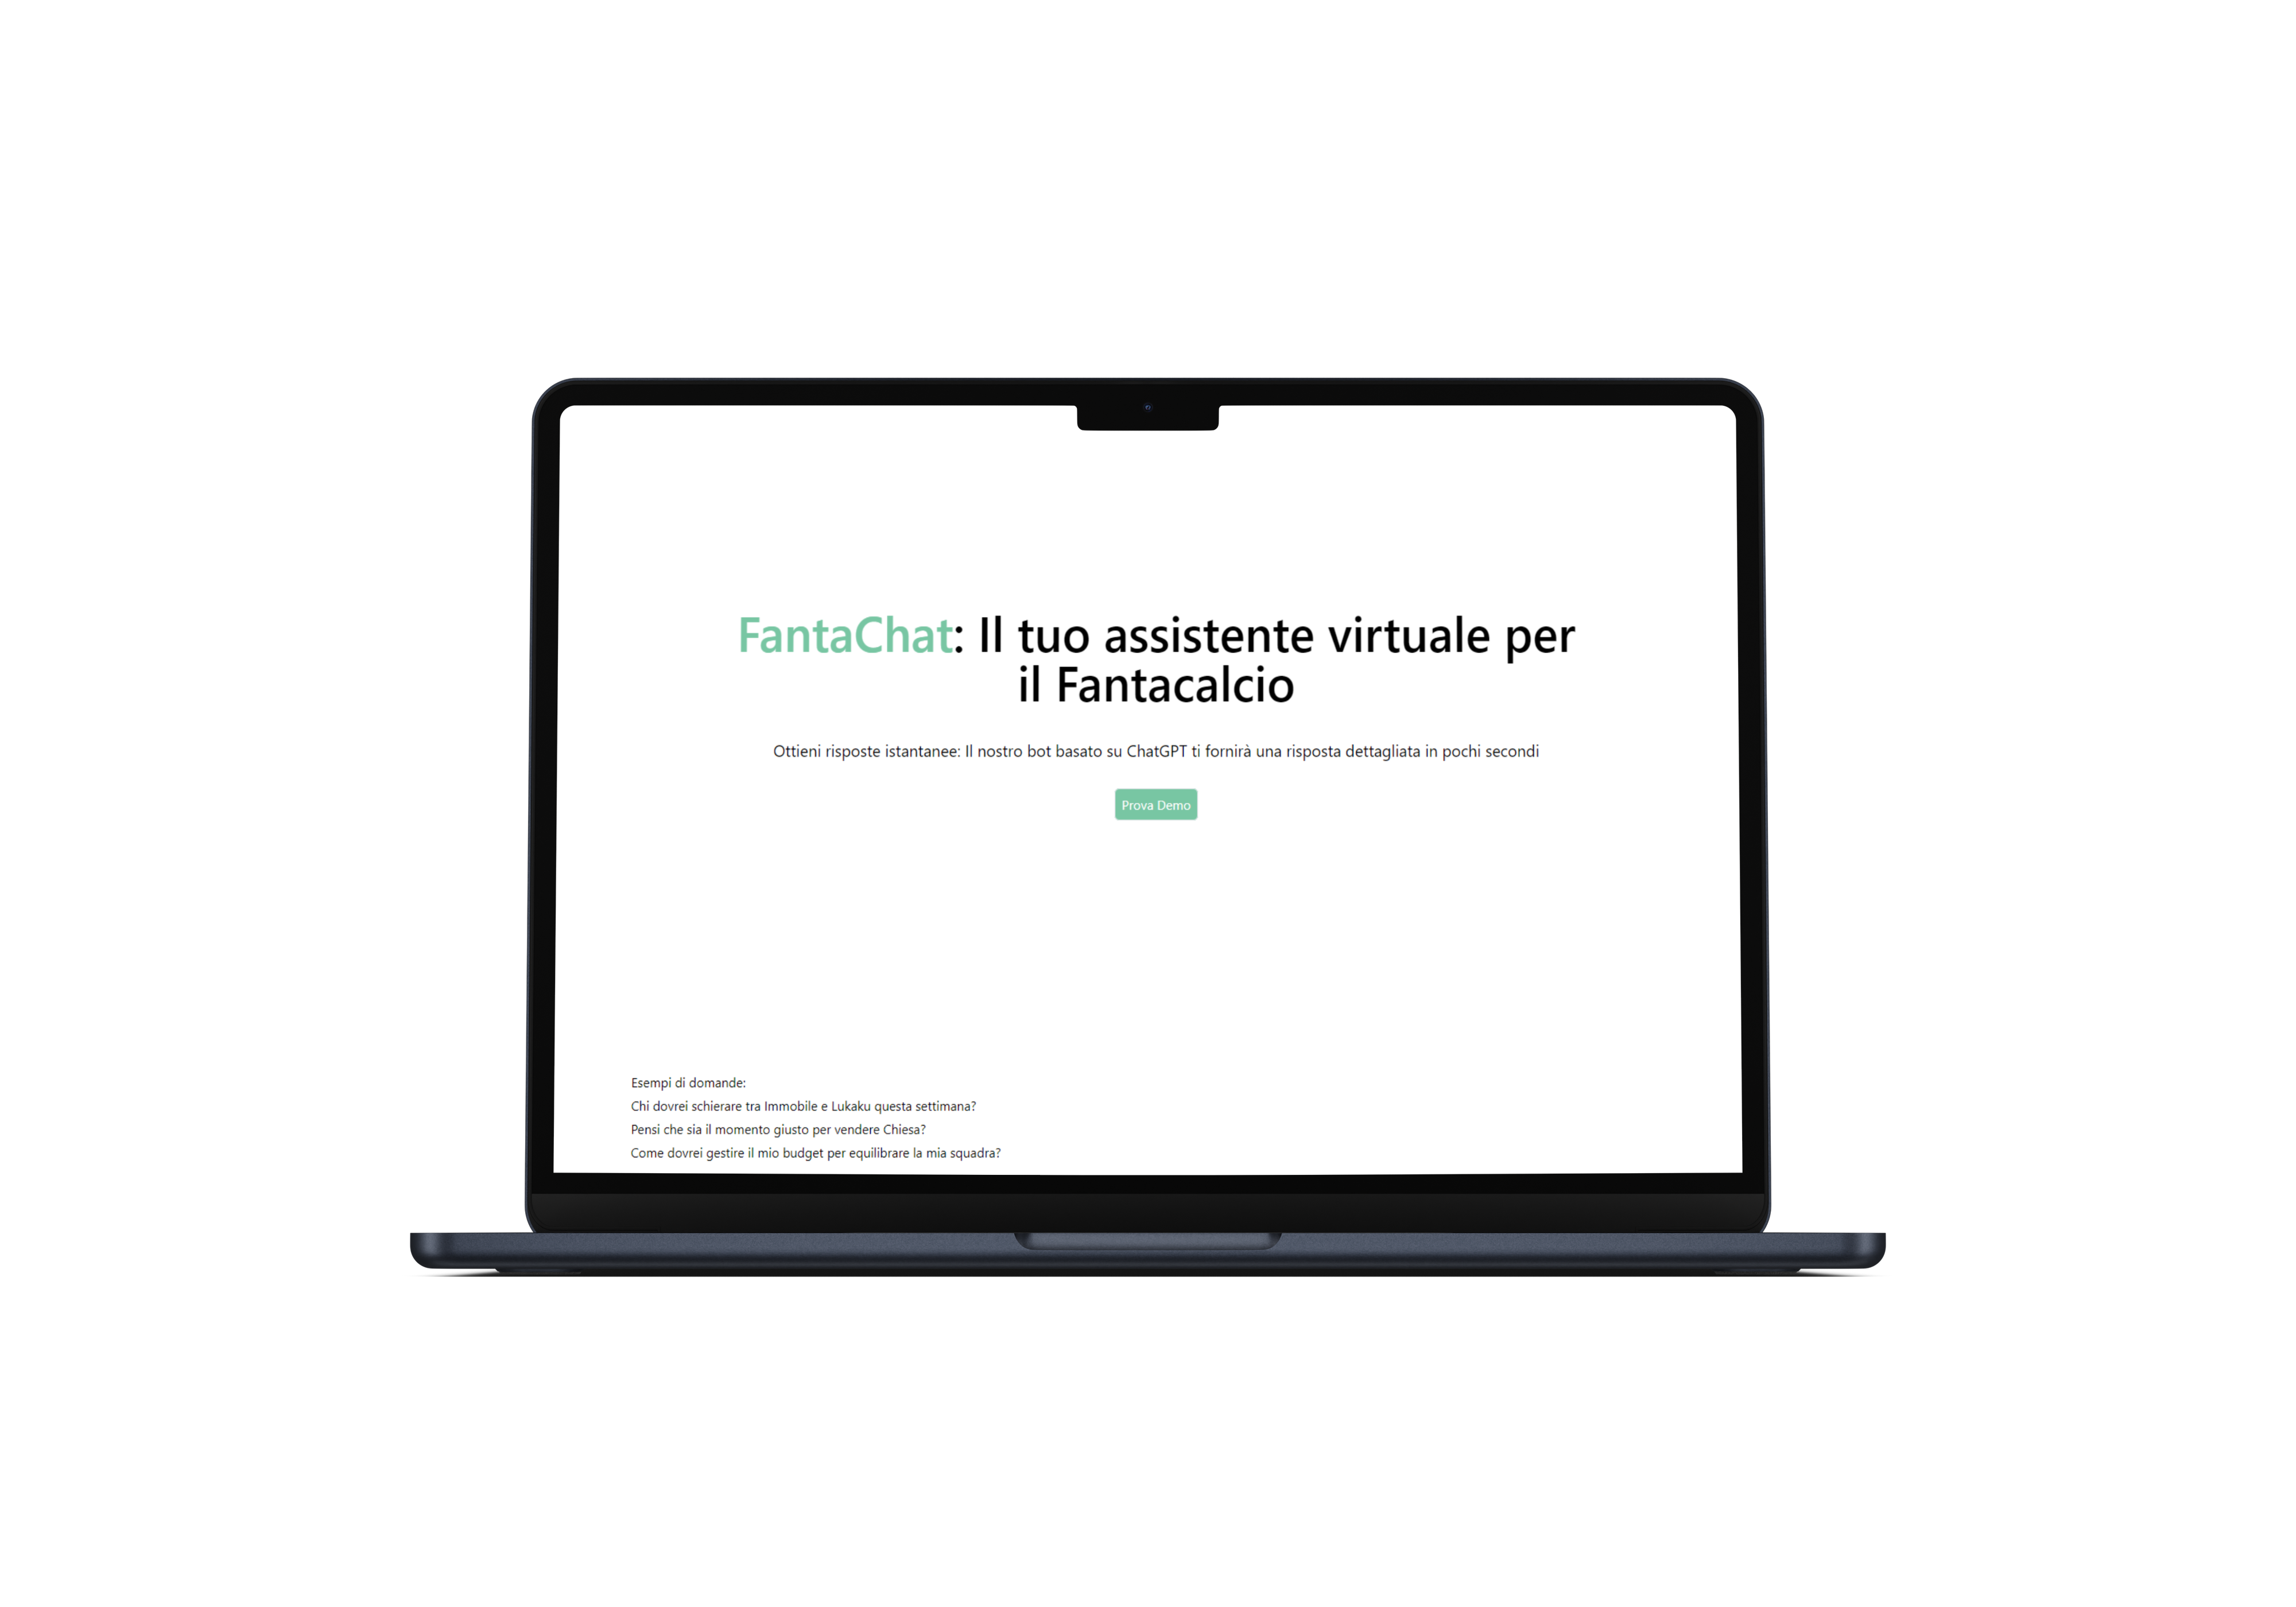 FantaChat: Il tuo assistente virtuale per
il Fantacalcio
Ottieni risposte istantanee: Il nostro bot basato su ChatGPT ti fornirà una risposta dettagliata in pochi secondi
Prova Demo
Esempi di domande:
Chi dovrei schierare tra Immobile e Lukaku questa settimana?
Pensi che sia il momento giusto per vendere Chiesa?
Come dovrei gestire il mio budget per equilibrare la mia squadra?